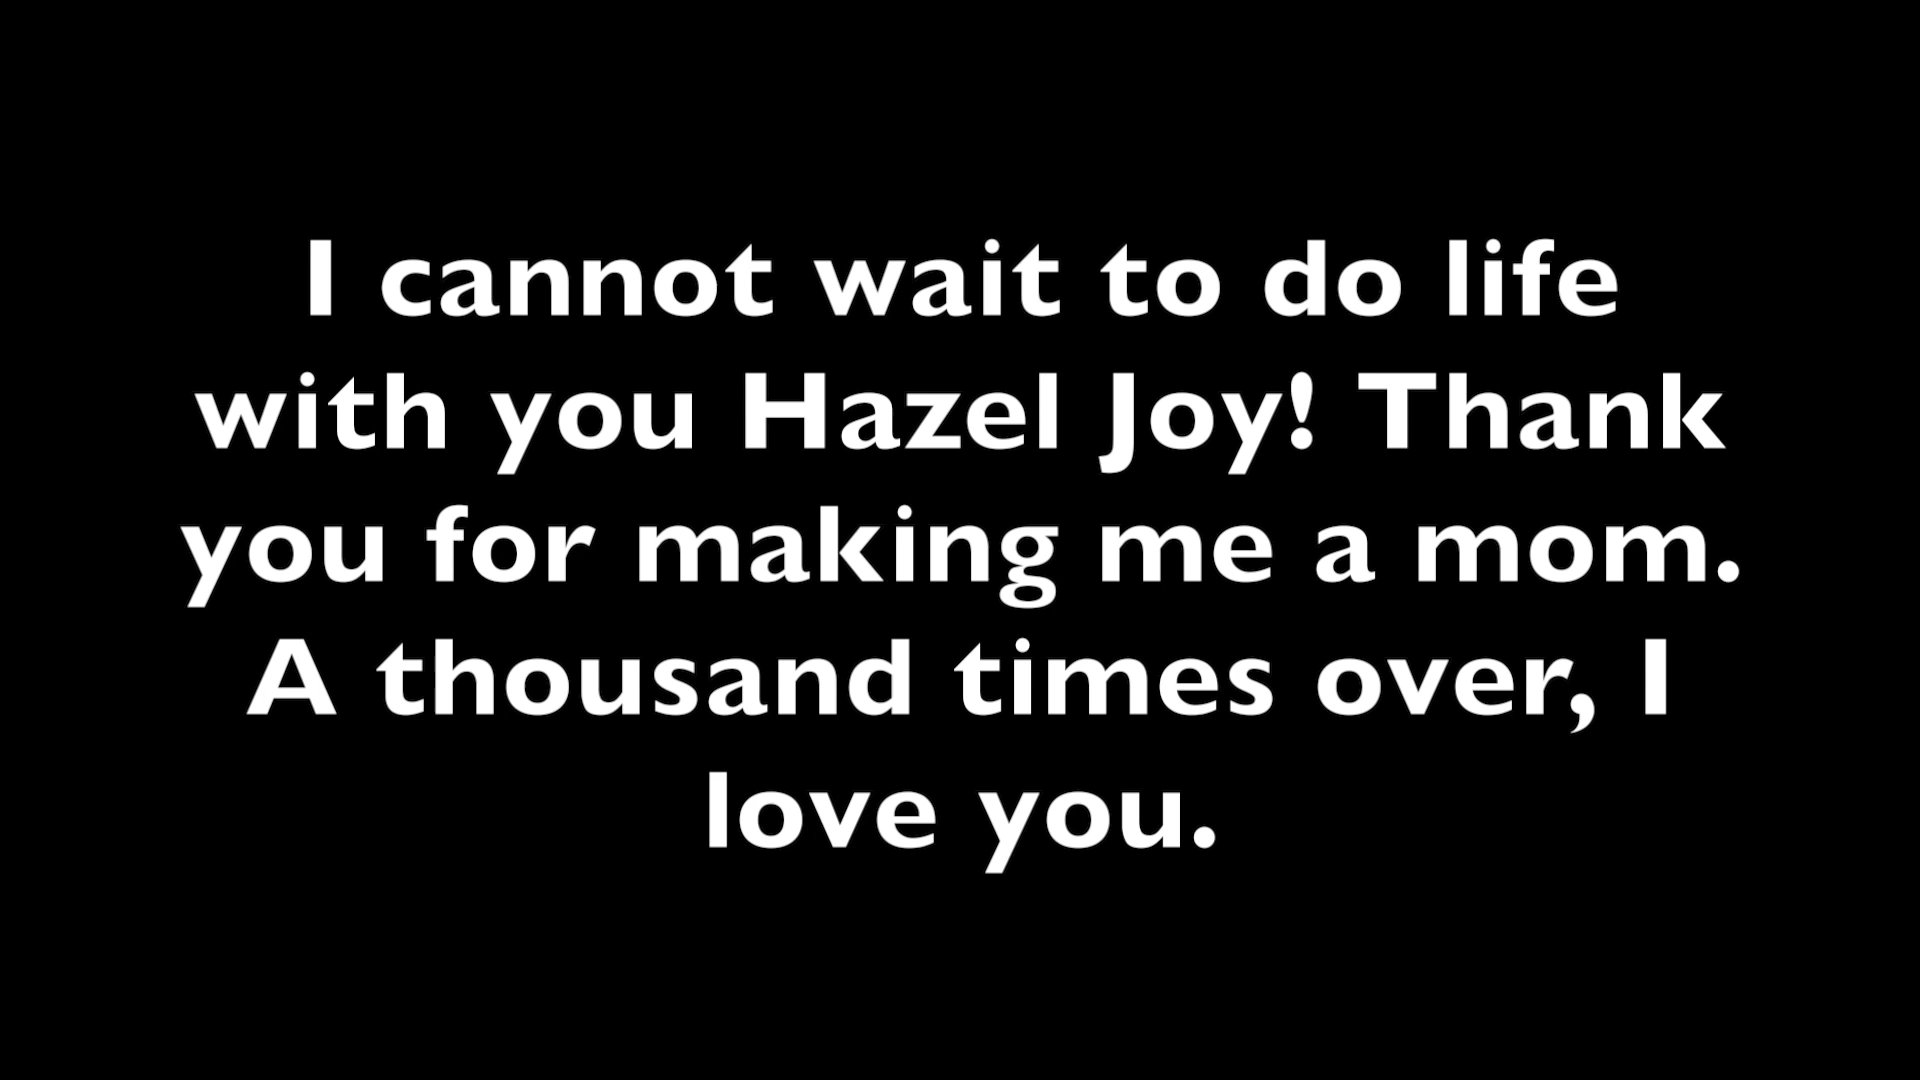 I cannot wait to do life
with you Hazel Joy! Thank
you for making me a mom.
A thousand times over, I
love you.